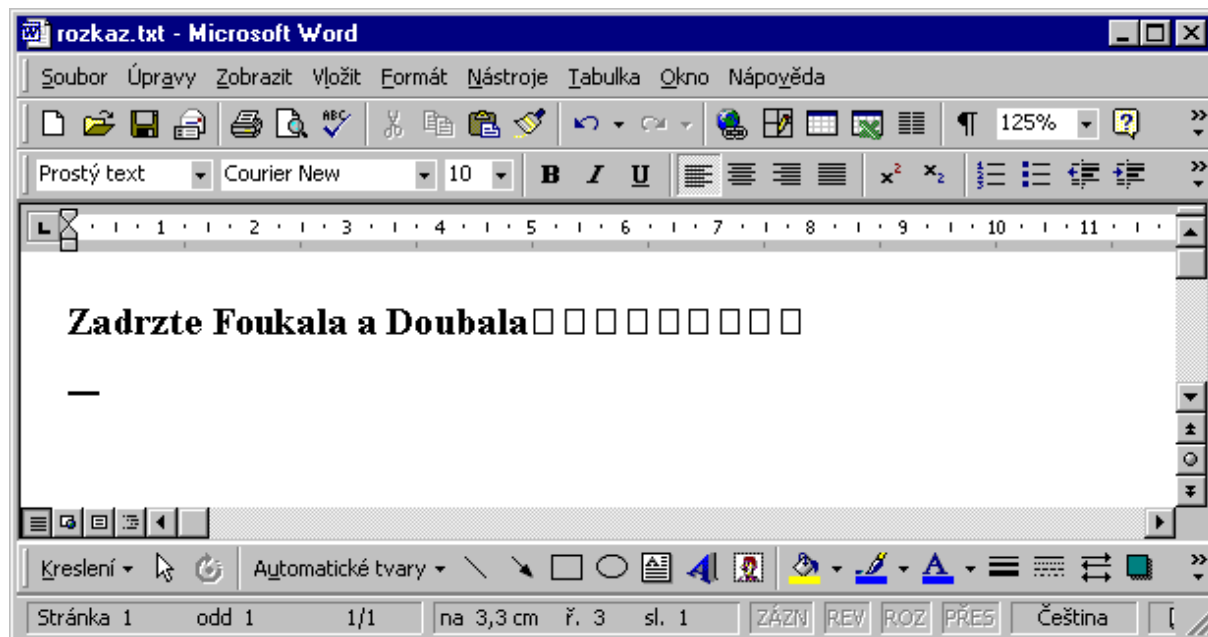 rozkaz.txt - Microsoft Word
Soubor Úpravy Zobrazit Vložit Formát Nástroje Tabulka Okno Nápověda
125%
Prostý text Courier New 10 B I U x² x₂
1 2 3 4 5 6 7 8 9 10 11
Zadrzte Foukala a Doubala□□□□□□□□□
Kreslení Automatické tvary
Stránka 1 odd 1 1/1 na 3,3 cm ř. 3 sl. 1 ZÁZN REV ROZ PŘES Čeština